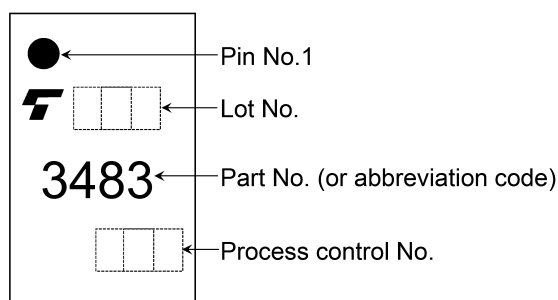 Pin No.1
Lot No.
3483 Part No. (or abbreviation code)
Process control No.